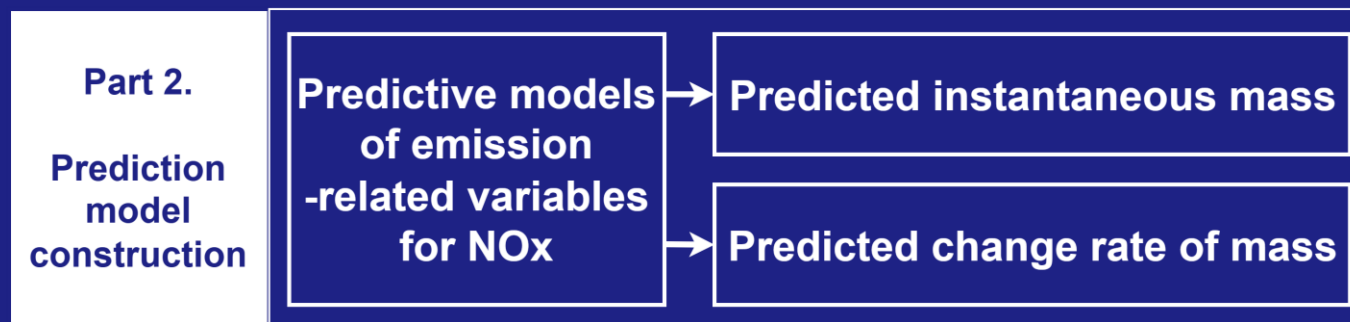 Part 2.
Prediction
model
construction
Predictive models
of emission
-related variables
for NOx
Predicted instantaneous mass
Predicted change rate of mass